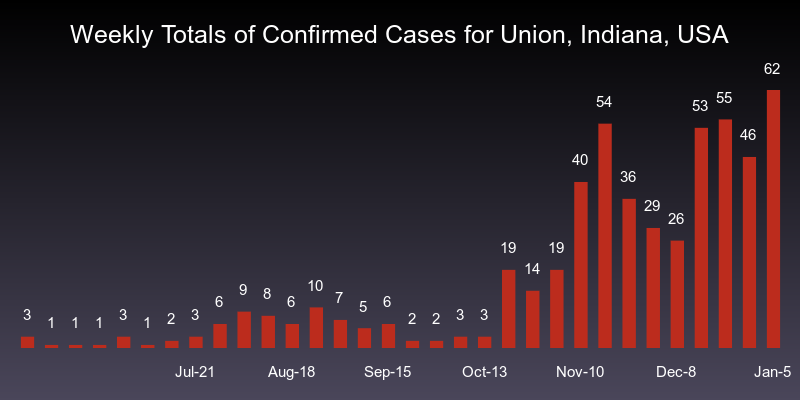 Weekly Totals of Confirmed Cases for Union, Indiana, USA
3 1 1 1 3 1 2 3 6 9 8 6 10 7 5 6 2 2 3 3 19 14 19 40 54 36 29 26 53 55 46 62
Jul-21 Aug-18 Sep-15 Oct-13 Nov-10 Dec-8 Jan-5